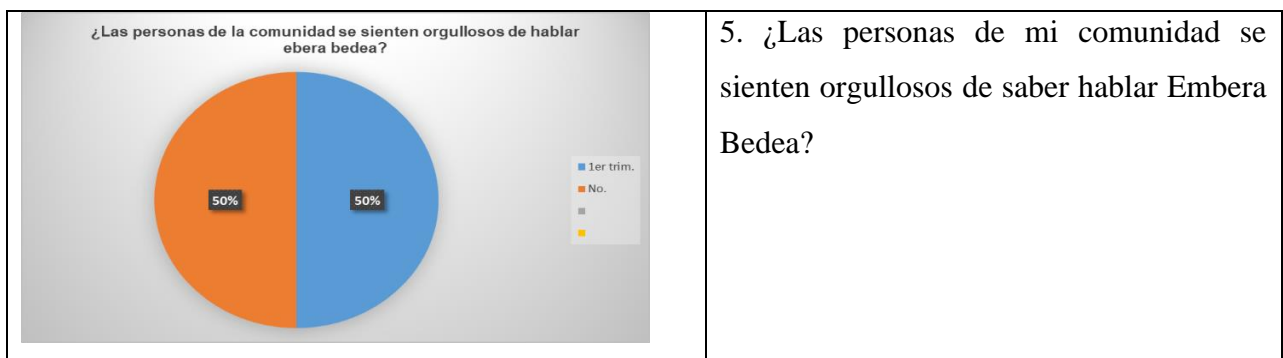 ¿Las personas de la comunidad se sienten orgullosos de hablar
ebera bedea?
50%
50%
1er trim.
No.
5. ¿Las personas de mi comunidad se
sienten orgullosos de saber hablar Embera
Bedea?